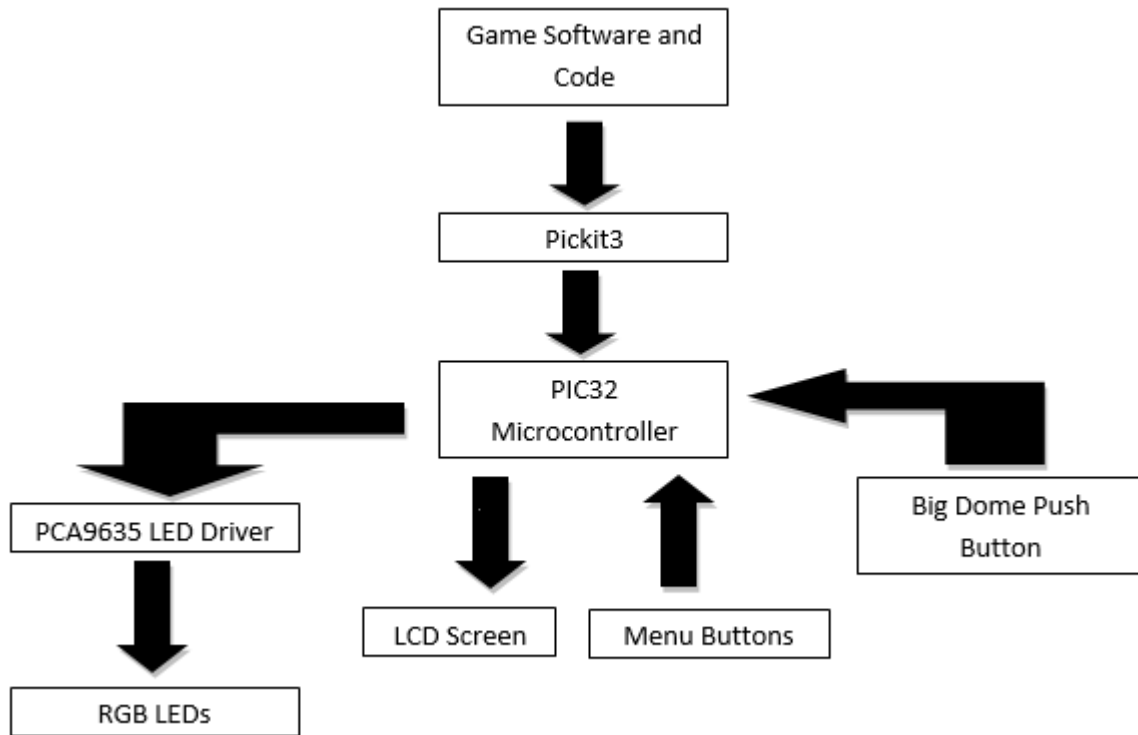 Game Software and
Code
Pickit3
PIC32
Microcontroller
PCA9635 LED Driver
Big Dome Push
Button
LCD Screen
Menu Buttons
RGB LEDs